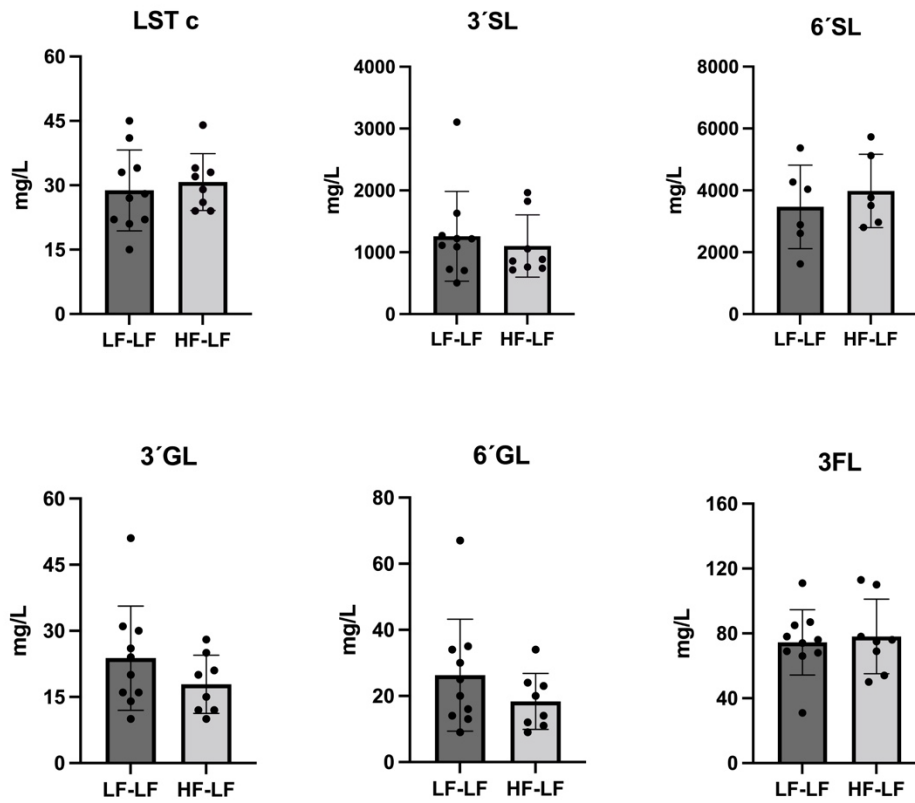 LST c
60
45
30
15
0
mg/L
LF-LF HF-LF
3´SL
4000
3000
2000
1000
0
mg/L
LF-LF HF-LF
6´SL
8000
6000
4000
2000
0
mg/L
LF-LF HF-LF
3´GL
60
45
30
15
0
mg/L
LF-LF HF-LF
6´GL
80
60
40
20
0
mg/L
LF-LF HF-LF
3FL
160
120
80
40
0
mg/L
LF-LF HF-LF